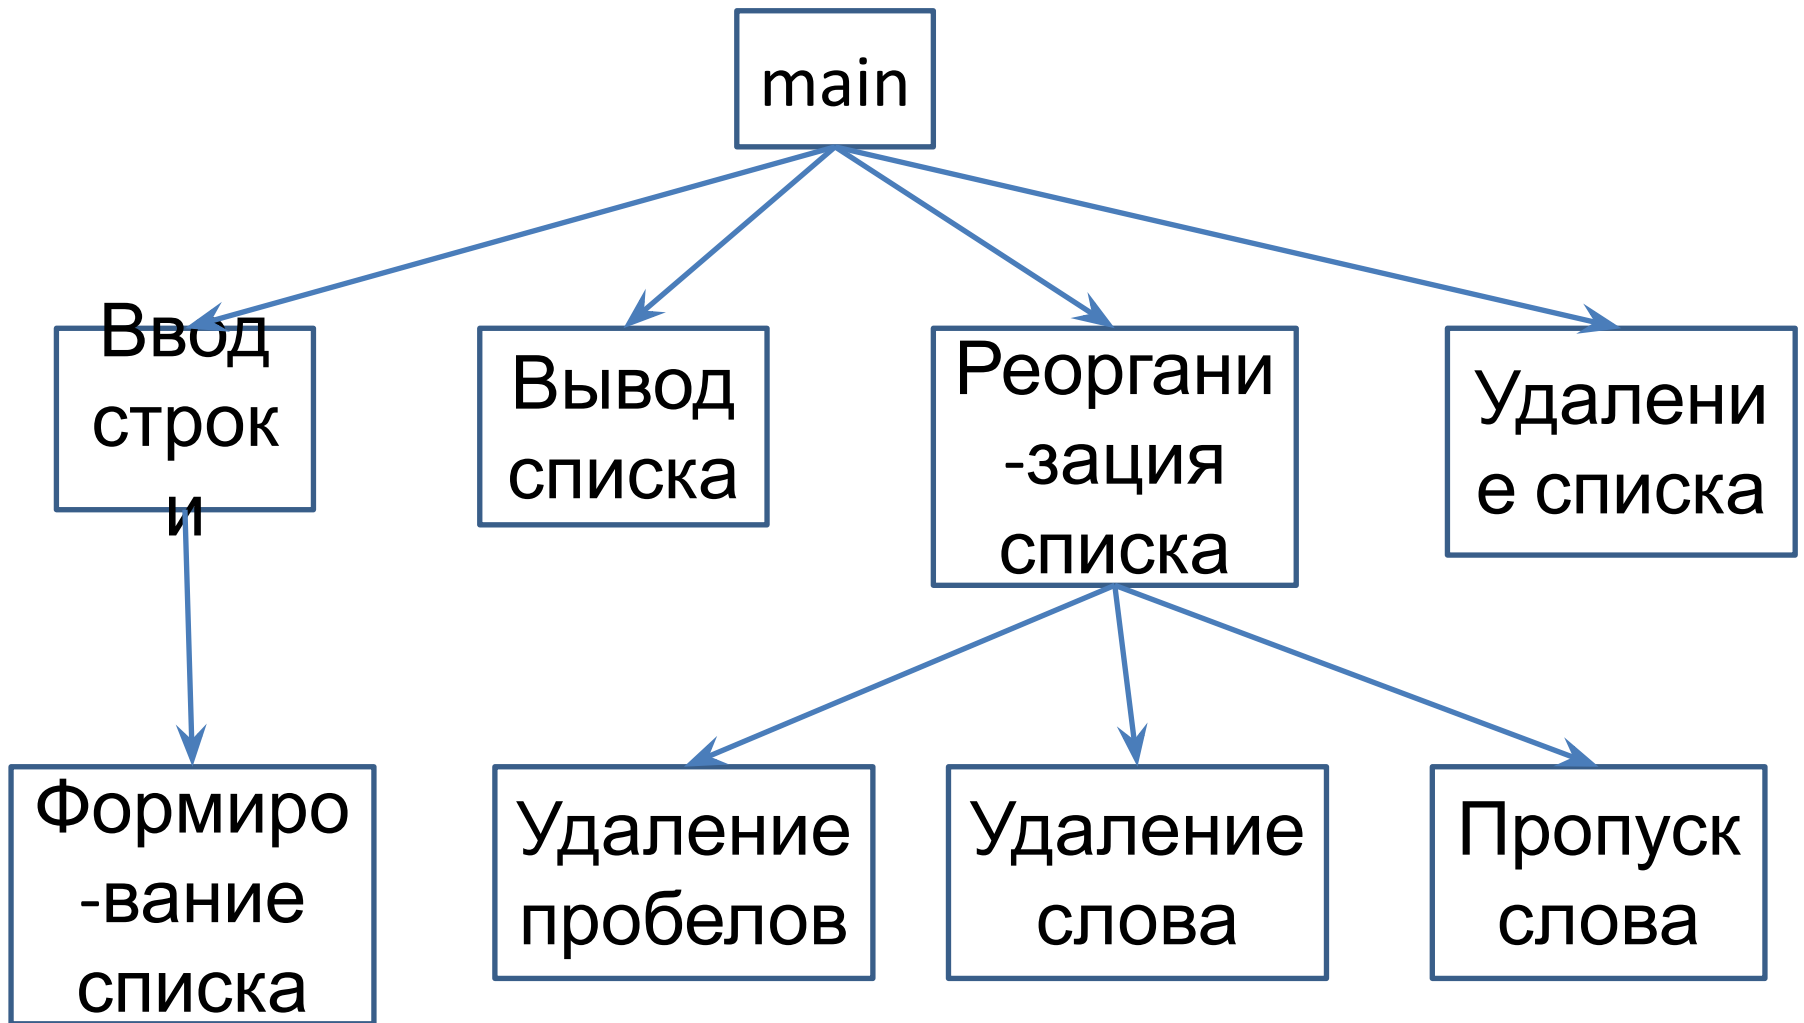 main
Ввод
строк
и
Вывод
списка
Реоргани
-зация
списка
Удалени
е списка
Формиро
-вание
списка
Удаление
пробелов
Удаление
слова
Пропуск
слова